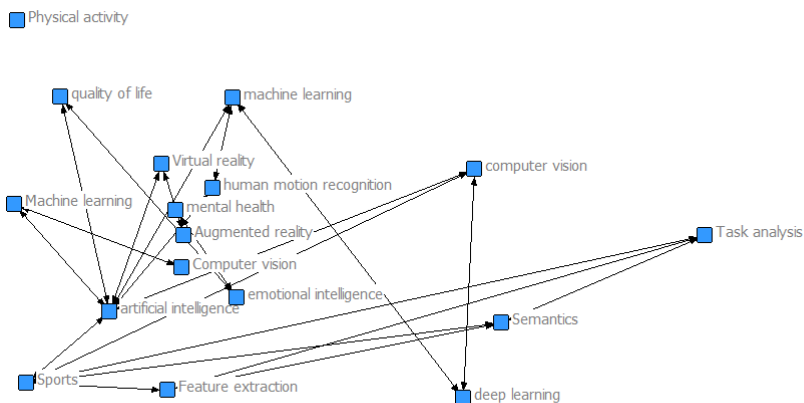 Physical activity
quality of life
machine learning
Virtual reality
computer vision
human motion recognition
Machine learning
mental health
Augmented reality
Task analysis
Computer vision
emotional intelligence
artificial intelligence
Semantics
Sports
Feature extraction
deep learning